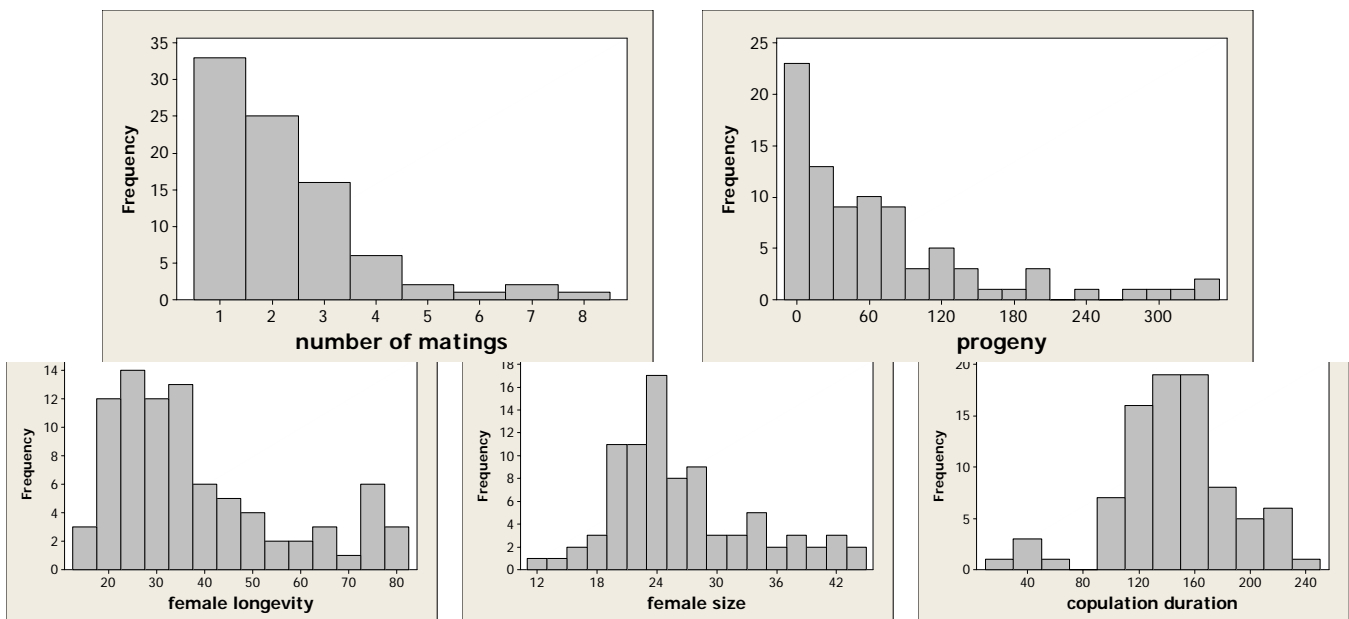 35
30
25
20
15
10
5
0
Frequency
1 2 3 4 5 6 7 8
number of matings
25
20
15
10
5
0
Frequency
0 60 120 180 240 300
progeny
14
12
10
8
6
4
2
0
Frequency
20 30 40 50 60 70 80
female longevity
18
16
14
12
10
8
6
4
2
0
Frequency
12 18 24 30 36 42
female size
20
15
10
5
0
Frequency
40 80 120 160 200 240
copulation duration